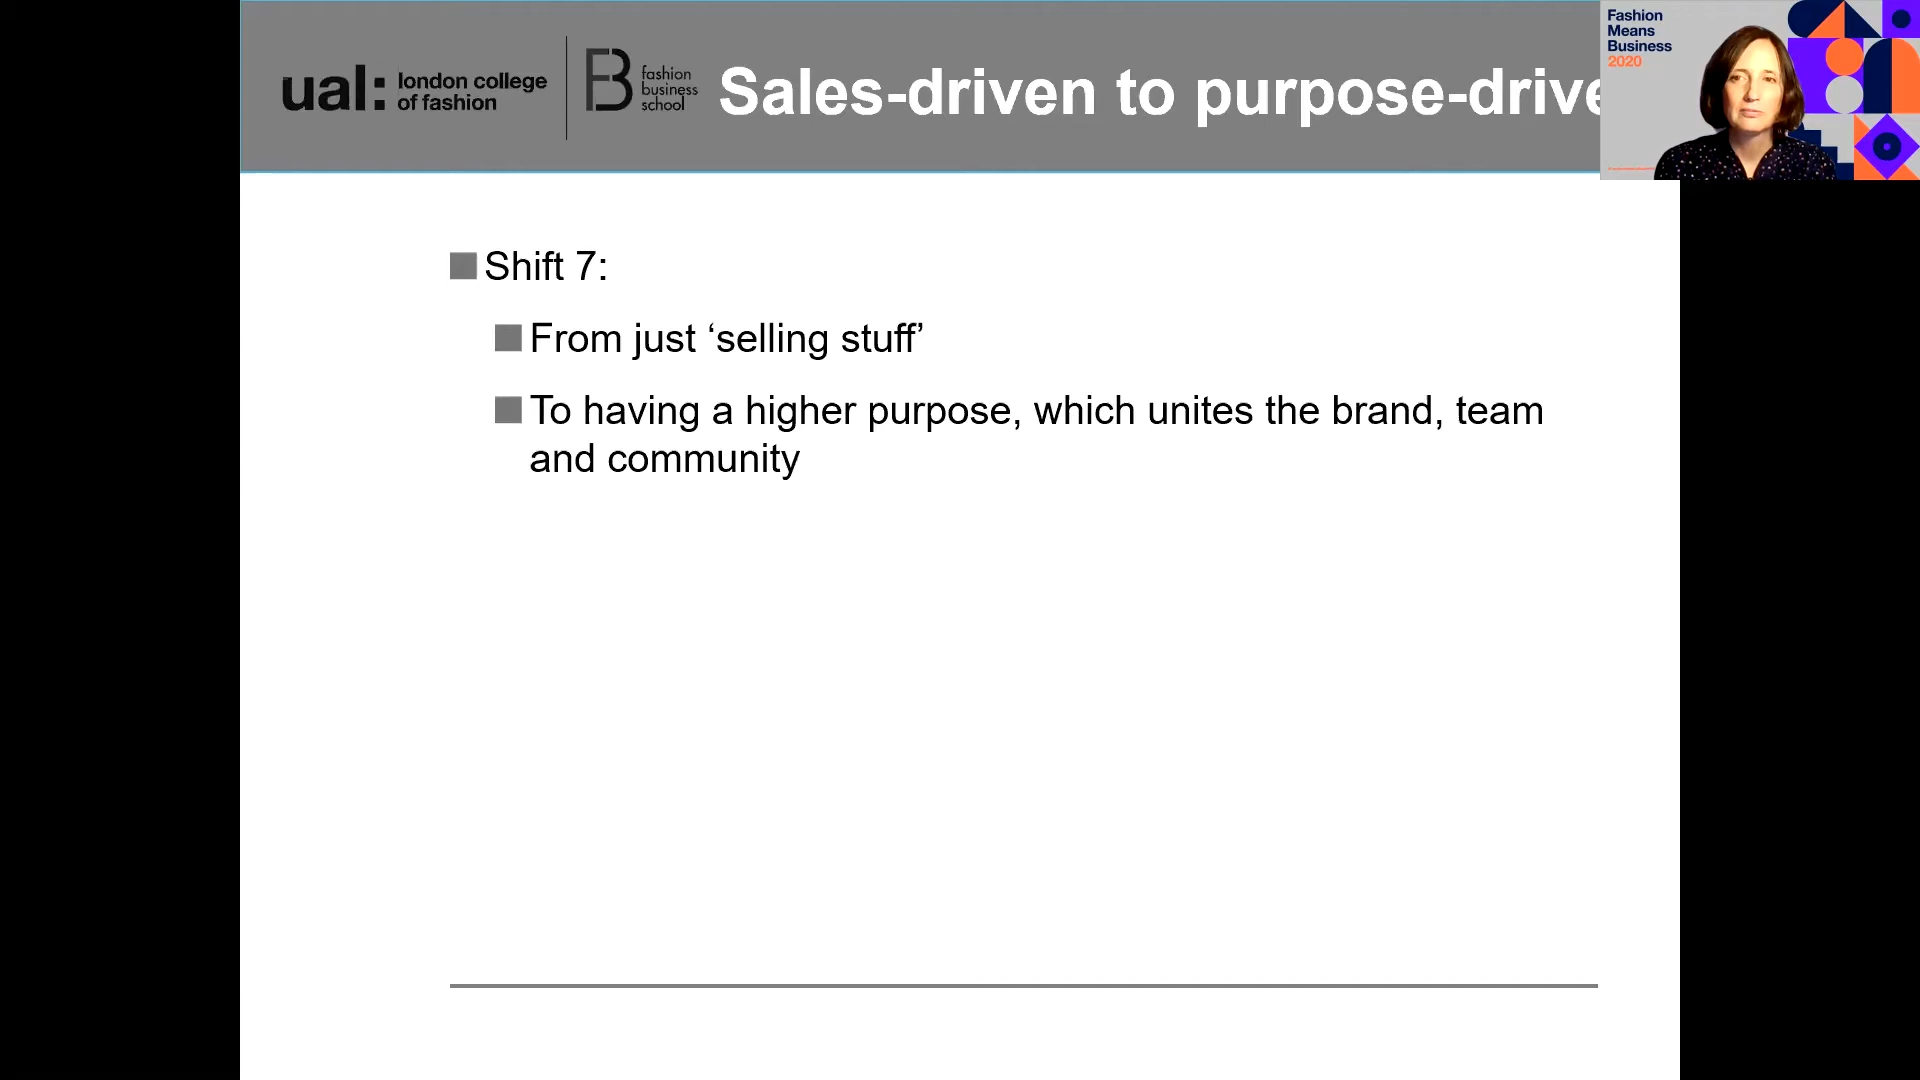 ual: london college of fashion
fashion
business
school
Sales-driven to purpose-drive
Fashion
Means
Business
2020
Shift 7:
From just ‘selling stuff’
To having a higher purpose, which unites the brand, team
and community